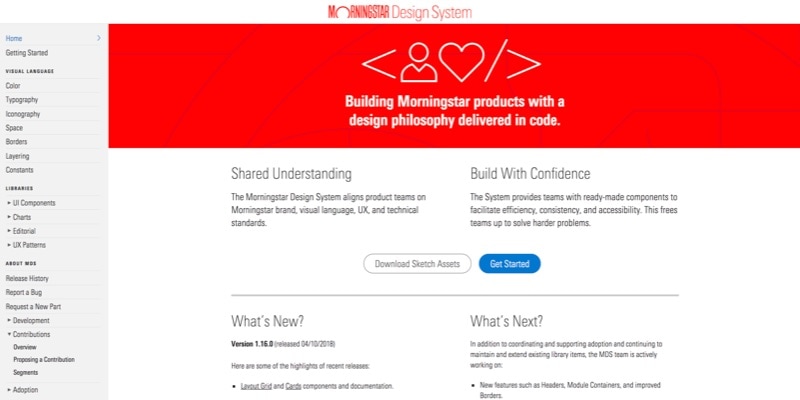 MORNINGSTAR Design System
Home
Getting Started
VISUAL LANGUAGE
Color
Typography
Iconography
Space
Borders
Layering
Constants
LIBRARIES
UI Components
Charts
Editorial
UX Patterns
ABOUT MDS
Release History
Report a Bug
Request a New Part
Development
Contributions
Overview
Proposing a Contribution
Segments
Adoption
Building Morningstar products with a
design philosophy delivered in code.
Shared Understanding
The Morningstar Design System aligns product teams on
Morningstar brand, visual language, UX, and technical
standards.
Build With Confidence
The System provides teams with ready-made components to
facilitate efficiency, consistency, and accessibility. This frees
teams up to solve harder problems.
Download Sketch Assets
Get Started
What's New?
Version 1.16.0 (released 04/10/2018)
Here are some of the highlights of recent releases:
Layout Grid and Cards components and documentation.
What's Next?
In addition to coordinating and supporting adoption and continuing to
maintain and extend existing library items, the MDS team is actively
working on:
New features such as Headers, Module Containers, and improved
Borders.